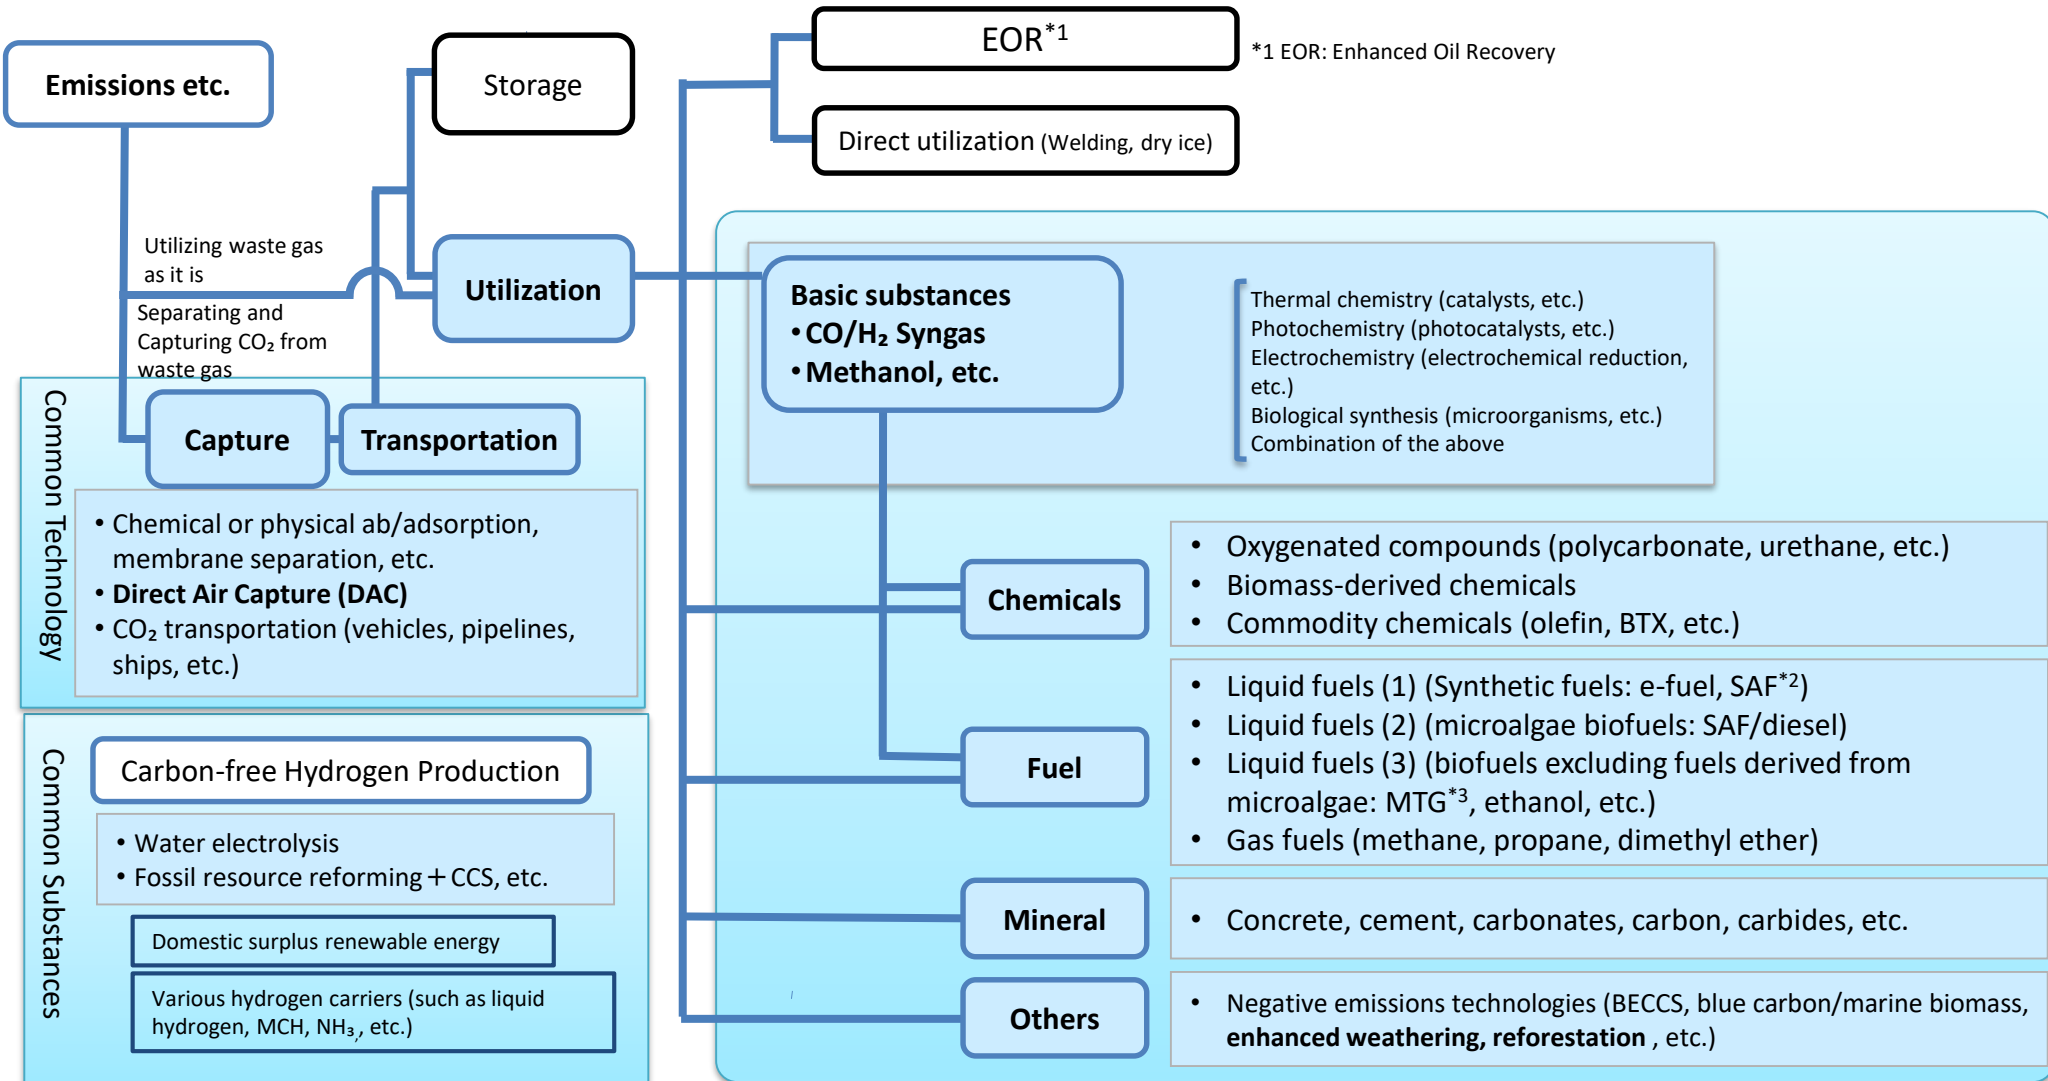 Emissions etc.
Storage
EOR*1
*1 EOR: Enhanced Oil Recovery
Direct utilization (Welding, dry ice)
Utilizing waste gas
as it is
Separating and
Capturing CO₂ from
waste gas
Utilization
Basic substances
•CO/H₂ Syngas
•Methanol, etc.
Thermal chemistry (catalysts, etc.)
Photochemistry (photocatalysts, etc.)
Electrochemistry (electrochemical reduction,
etc.)
Biological synthesis (microorganisms, etc.)
Combination of the above
Common Technology
Capture
Transportation
• Chemical or physical ab/adsorption,
membrane separation, etc.
• Direct Air Capture (DAC)
• CO₂ transportation (vehicles, pipelines,
ships, etc.)
Common Substances
Carbon-free Hydrogen Production
• Water electrolysis
• Fossil resource reforming＋CCS, etc.
Domestic surplus renewable energy
Various hydrogen carriers (such as liquid
hydrogen, MCH, NH₃, etc.)
Chemicals
• Oxygenated compounds (polycarbonate, urethane, etc.)
• Biomass-derived chemicals
• Commodity chemicals (olefin, BTX, etc.)
Fuel
• Liquid fuels (1) (Synthetic fuels: e-fuel, SAF*2)
• Liquid fuels (2) (microalgae biofuels: SAF/diesel)
• Liquid fuels (3) (biofuels excluding fuels derived from
microalgae: MTG*3, ethanol, etc.)
• Gas fuels (methane, propane, dimethyl ether)
Mineral
• Concrete, cement, carbonates, carbon, carbides, etc.
Others
• Negative emissions technologies (BECCS, blue carbon/marine biomass,
enhanced weathering, reforestation , etc.)